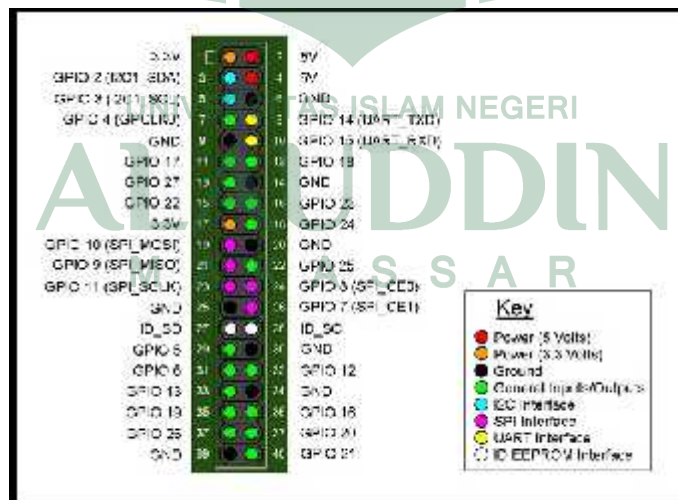 3.3V 1 2 5V
GPIO 2 (I2C1_SDA) 3 4 5V
GPIO 3 (I2C1_SCL) 5 6 GND
GPIO 4 (GPCLK0) 7 8 GPIO 14 (UART_TXD)
GND 9 10 GPIO 15 (UART_RXD)
GPIO 17 11 12 GPIO 18
GPIO 27 13 14 GND
GPIO 22 15 16 GPIO 23
3.3V 17 18 GPIO 24
GPIO 10 (SPI_MOSI) 19 20 GND
GPIO 9 (SPI_MISO) 21 22 GPIO 25
GPIO 11 (SPI_SCLK) 23 24 GPIO 8 (SPI_CE0)
GND 25 26 GPIO 7 (SPI_CE1)
ID_SD 27 28 ID_SC
GPIO 5 29 30 GND
GPIO 6 31 32 GPIO 12
GPIO 13 33 34 GND
GPIO 19 35 36 GPIO 16
GPIO 26 37 GPIO 20
GND 39 40 GPIO 21
Key
Power (5 Volts)
Power (3.3 Volts)
Ground
General Inputs/Outputs
I2C Interface
SPI Interface
UART Interface
ID EEPROM Interface
ISLAM NEGERI
UDDIN